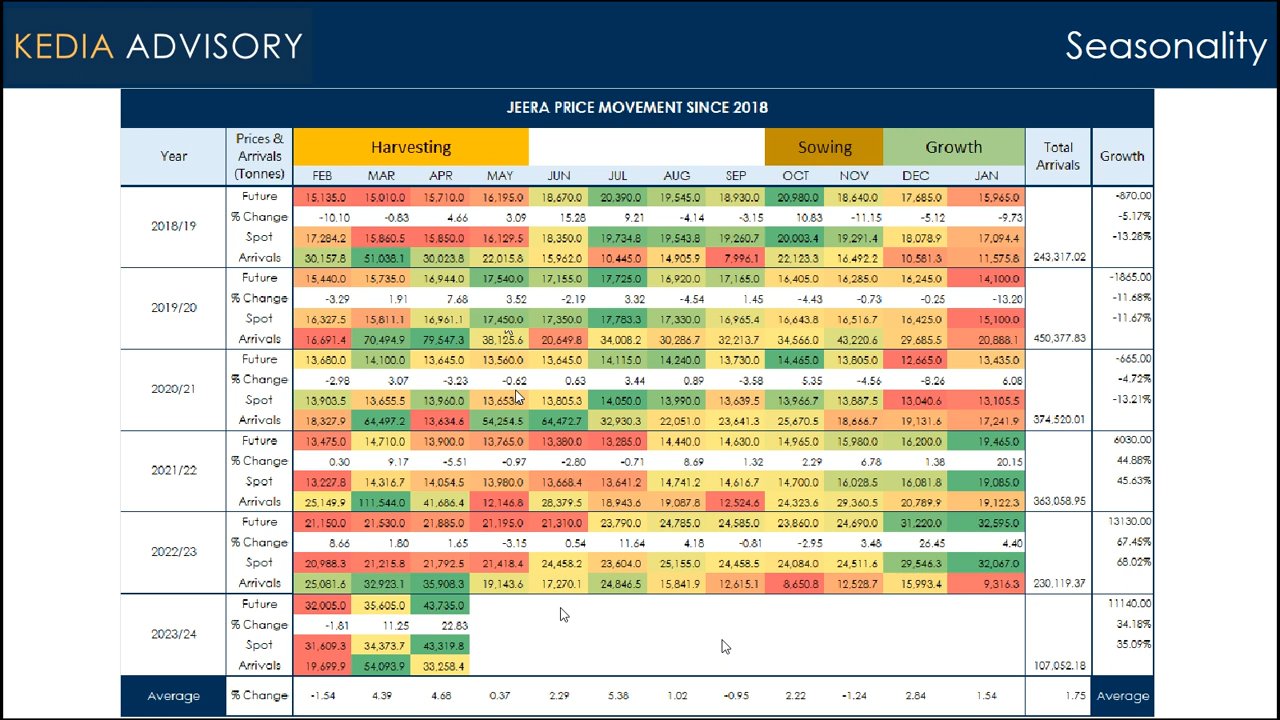 KEDIA ADVISORY
Seasonality
JEERA PRICE MOVEMENT SINCE 2018
Year Prices & Arrivals (Tonnes) Harvesting Sowing Growth Total Arrivals Growth
FEB MAR APR MAY JUN JUL AUG SEP OCT NOV DEC JAN
2018/19
Future 15,135.0 15,010.0 15,710.0 16,195.0 18,670.0 20,390.0 19,545.0 18,930.0 20,980.0 18,640.0 17,685.0 15,965.0 -870.00
% Change -10.10 -0.83 4.66 3.09 15.28 9.21 -4.14 -3.15 10.83 -11.15 -5.12 -9.73 -5.17%
Spot 17,284.2 15,860.5 15,850.0 16,129.5 18,350.0 19,734.8 19,543.8 19,260.7 20,003.4 19,291.4 18,078.9 17,094.4 -13.28%
Arrivals 30,157.8 51,038.1 30,023.8 22,015.8 15,962.0 10,445.0 14,905.9 7,996.1 22,123.3 16,492.2 10,581.3 11,575.8 243,317.02
2019/20
Future 15,440.0 15,735.0 16,944.0 17,540.0 17,155.0 17,725.0 16,920.0 17,165.0 16,405.0 16,285.0 16,245.0 14,100.0 -1865.00
% Change -3.29 1.91 7.68 3.52 -2.19 3.32 -4.54 1.45 -4.43 -0.73 -0.25 -13.20 -11.68%
Spot 16,327.5 15,811.1 16,961.1 17,450.0 17,350.0 17,783.3 17,330.0 16,965.4 16,643.8 16,516.7 16,425.0 15,100.0 -11.67%
Arrivals 16,691.4 70,494.9 79,547.3 38,125.6 20,649.8 34,008.2 30,286.7 32,213.7 34,566.0 43,220.6 29,685.5 20,888.1 450,377.83
2020/21
Future 13,680.0 14,100.0 13,645.0 13,560.0 13,645.0 14,115.0 14,240.0 13,730.0 14,465.0 13,805.0 12,665.0 13,435.0 -665.00
% Change -2.98 3.07 -3.23 -0.62 0.63 3.44 0.89 -3.58 5.35 -4.56 -8.26 6.08 -4.72%
Spot 13,903.5 13,655.5 13,960.0 13,805.3 14,050.0 13,990.0 13,639.5 13,966.7 13,887.5 13,040.6 13,105.5 -13.21%
Arrivals 18,327.9 64,497.2 13,634.6 54,254.5 64,472.7 32,930.3 22,051.0 23,641.3 25,670.5 18,666.7 19,131.6 17,241.9 374,520.01
2021/22
Future 13,475.0 14,710.0 13,900.0 13,765.0 13,380.0 13,285.0 14,440.0 14,630.0 14,965.0 15,980.0 16,200.0 19,465.0 6030.00
% Change 0.30 9.17 -5.51 -0.97 -2.80 -0.71 8.69 1.32 2.29 6.78 1.38 20.15 44.88%
Spot 13,227.8 14,316.7 14,054.5 13,980.0 13,668.4 13,641.2 14,741.2 14,616.7 14,700.0 16,028.5 16,081.8 19,085.0 45.63%
Arrivals 25,149.9 111,544.0 41,686.4 12,146.8 28,379.5 18,943.6 19,087.8 12,524.6 24,323.6 29,360.5 20,789.9 19,122.3 363,058.95
2022/23
Future 21,150.0 21,530.0 21,885.0 21,195.0 21,310.0 23,790.0 24,785.0 24,585.0 23,860.0 24,690.0 31,220.0 32,595.0 13130.00
% Change 8.66 1.80 1.65 -3.15 0.54 11.64 4.18 -0.81 -2.95 3.48 26.45 4.40 67.45%
Spot 20,988.3 21,215.8 21,792.5 21,418.4 24,458.2 23,604.0 25,155.0 24,458.5 24,084.0 24,511.6 29,546.3 32,067.0 68.02%
Arrivals 25,081.6 32,923.1 35,908.3 19,143.6 17,270.1 24,846.5 15,841.9 12,615.1 8,650.8 12,528.7 15,993.4 9,316.3 230,119.37
2023/24
Future 32,005.0 35,605.0 43,735.0 11140.00
% Change -1.81 11.25 22.83 34.18%
Spot 31,609.3 34,373.7 43,319.8 35.09%
Arrivals 19,699.9 54,093.9 33,258.4 107,052.18
Average % Change -1.54 4.39 4.68 0.37 2.29 5.38 1.02 -0.95 2.22 -1.24 2.84 1.54 1.75 Average